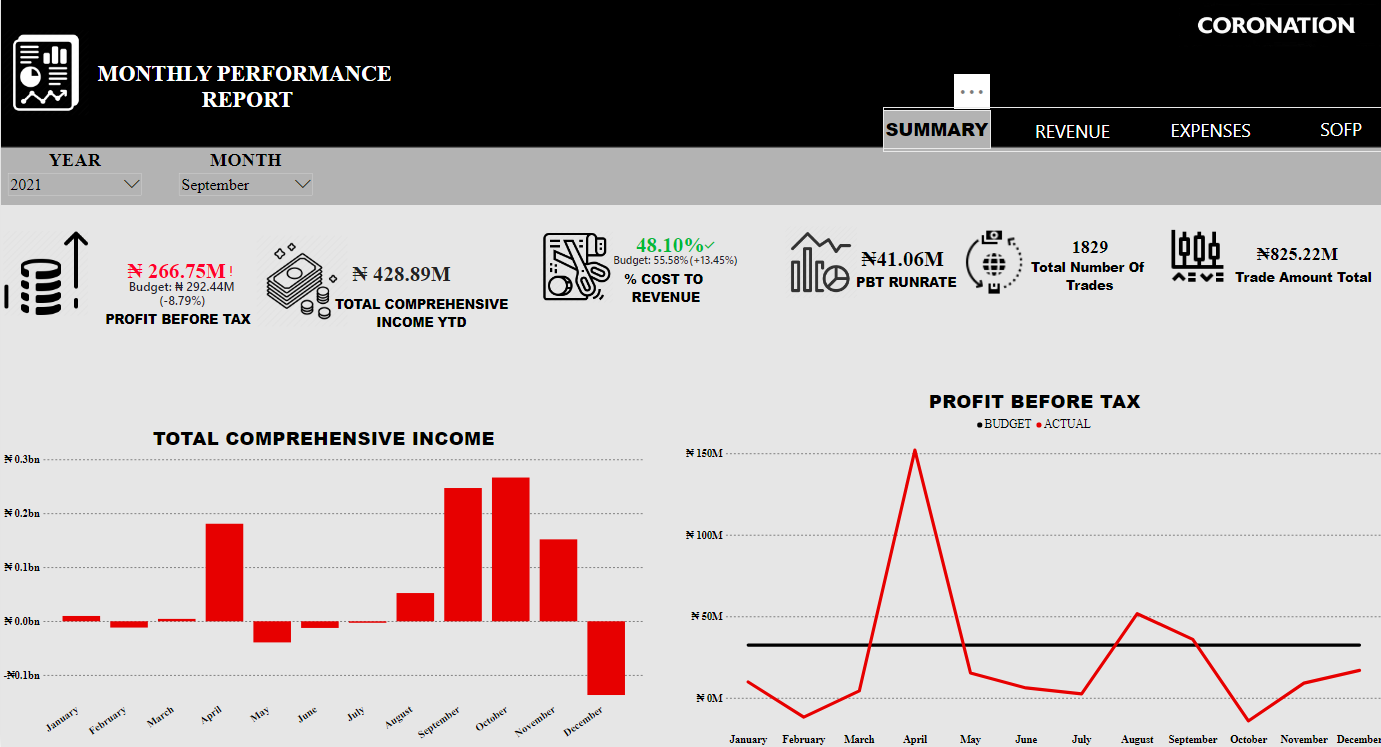 CORONATION
MONTHLY PERFORMANCE
REPORT
SUMMARY
REVENUE
EXPENSES
SOFP
YEAR
MONTH
2021
September
₦ 266.75M!
Budget: ₦ 292.44M
(-8.79%)
PROFIT BEFORE TAX
₦ 428.89M
TOTAL COMPREHENSIVE
INCOME YTD
48.10%✓
Budget: 55.58%(+13.45%)
% COST TO
REVENUE
₦41.06M
PBT RUNRATE
1829
Total Number Of
Trades
₦825.22M
Trade Amount Total
TOTAL COMPREHENSIVE INCOME
₦ 0.3bn
₦ 0.2bn
₦ 0.1bn
₦ 0.0bn
-₦0.1bn
January
February
March
April
May
June
July
August
September
October
November
December
PROFIT BEFORE TAX
BUDGET ACTUAL
₦ 150M
₦ 100M
₦ 50M
₦ 0M
January February March April May June July August September October November December